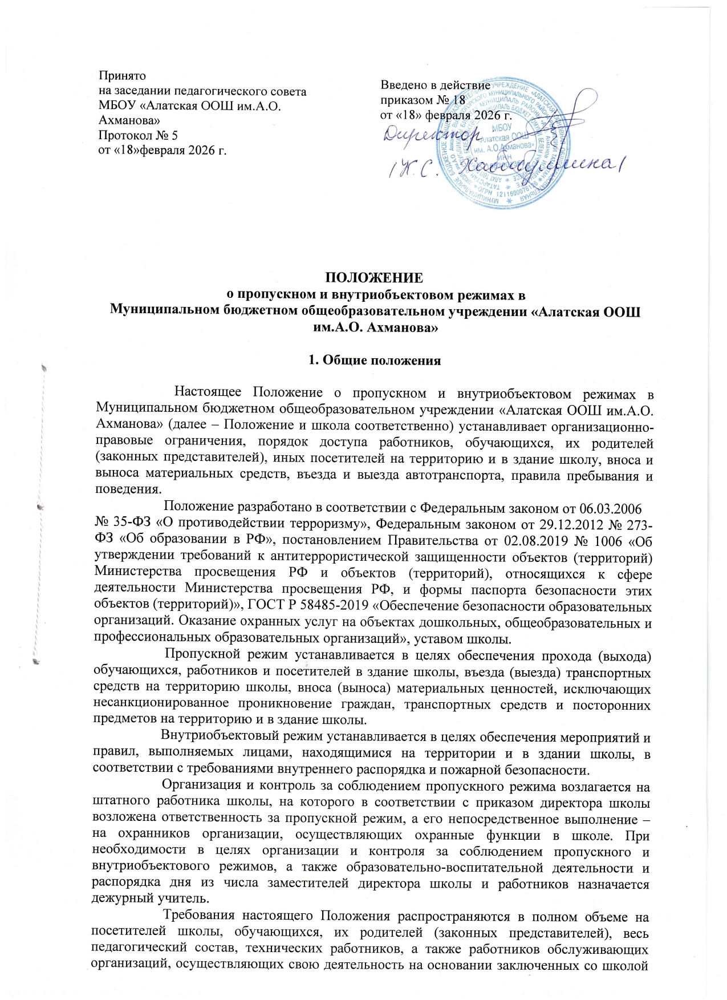 Принято
на заседании педагогического совета
МБОУ «Алатская ООШ им.А.О.
Ахманова»
Протокол № 5
от «18»февраля 2026 г.
Введено в действие
приказом № 18
от «18» февраля 2026 г.
Директор
/К.С. Хабибуллина/
МБОУ
«Алатская ООШ
им. А.О.Ахманова»
ИНН
ОГРН 1211600076128
ПОЛОЖЕНИЕ
о пропускном и внутриобъектовом режимах в
Муниципальном бюджетном общеобразовательном учреждении «Алатская ООШ
им.А.О. Ахманова»
1. Общие положения
Настоящее Положение о пропускном и внутриобъектовом режимах в
Муниципальном бюджетном общеобразовательном учреждении «Алатская ООШ им.А.О.
Ахманова» (далее – Положение и школа соответственно) устанавливает организационно-
правовые ограничения, порядок доступа работников, обучающихся, их родителей
(законных представителей), иных посетителей на территорию и в здание школу, вноса и
выноса материальных средств, въезда и выезда автотранспорта, правила пребывания и
поведения.
Положение разработано в соответствии с Федеральным законом от 06.03.2006
№ 35-ФЗ «О противодействии терроризму», Федеральным законом от 29.12.2012 № 273-
ФЗ «Об образовании в РФ», постановлением Правительства от 02.08.2019 № 1006 «Об
утверждении требований к антитеррористической защищенности объектов (территорий)
Министерства просвещения РФ и объектов (территорий), относящихся к сфере
деятельности Министерства просвещения РФ, и формы паспорта безопасности этих
объектов (территорий)», ГОСТ Р 58485-2019 «Обеспечение безопасности образовательных
организаций. Оказание охранных услуг на объектах дошкольных, общеобразовательных и
профессиональных образовательных организаций», уставом школы.
Пропускной режим устанавливается в целях обеспечения прохода (выхода)
обучающихся, работников и посетителей в здание школы, въезда (выезда) транспортных
средств на территорию школы, вноса (выноса) материальных ценностей, исключающих
несанкционированное проникновение граждан, транспортных средств и посторонних
предметов на территорию и в здание школы.
Внутриобъектовый режим устанавливается в целях обеспечения мероприятий и
правил, выполняемых лицами, находящимися на территории и в здании школы, в
соответствии с требованиями внутреннего распорядка и пожарной безопасности.
Организация и контроль за соблюдением пропускного режима возлагается на
штатного работника школы, на которого в соответствии с приказом директора школы
возложена ответственность за пропускной режим, а его непосредственное выполнение –
на охранников организации, осуществляющих охранные функции в школе. При
необходимости в целях организации и контроля за соблюдением пропускного и
внутриобъектового режимов, а также образовательно-воспитательной деятельности и
распорядка дня из числа заместителей директора школы и работников назначается
дежурный учитель.
Требования настоящего Положения распространяются в полном объеме на
посетителей школы, обучающихся, их родителей (законных представителей), весь
педагогический состав, технических работников, а также работников обслуживающих
организаций, осуществляющих свою деятельность на основании заключенных со школой